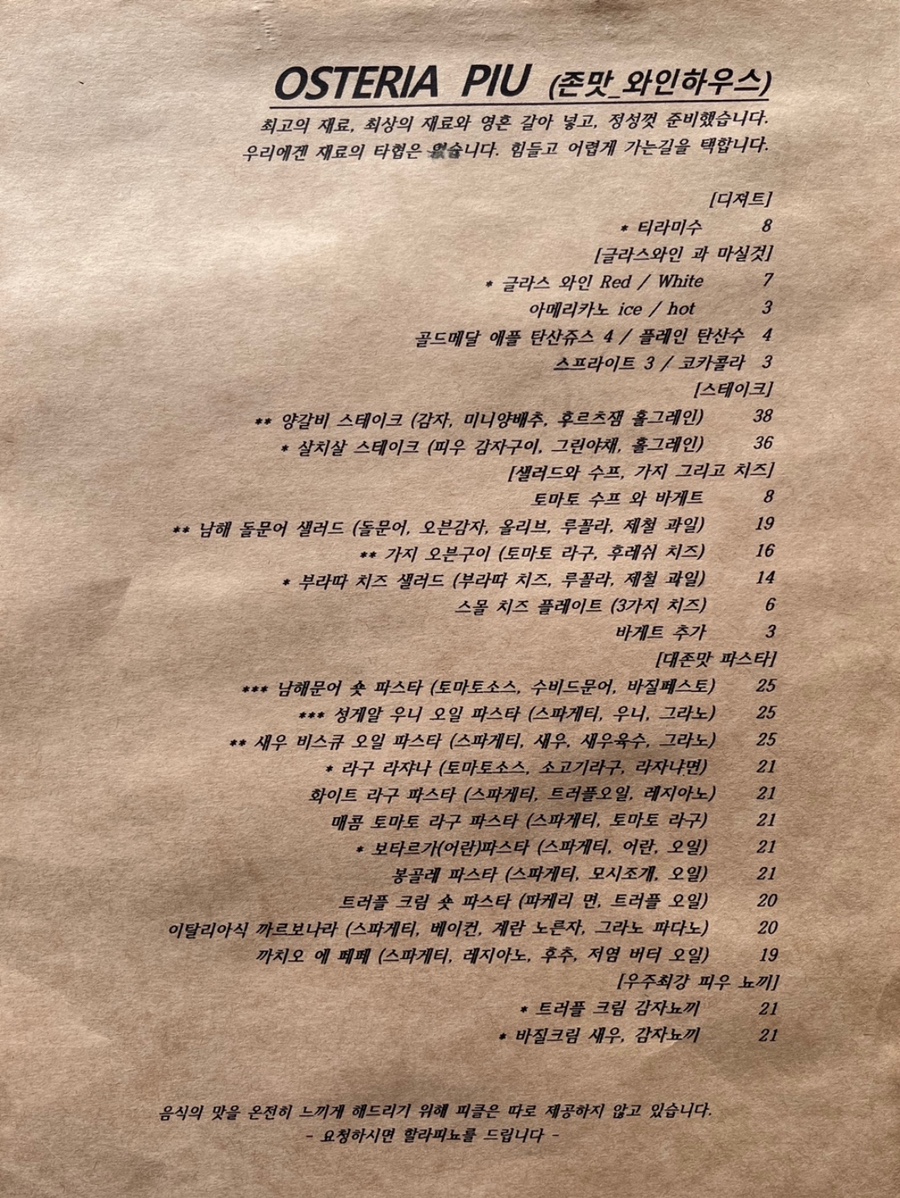 OSTERIA PIU (존맛_와인하우스)
최고의 재료, 최상의 재료와 영혼 갈아 넣고, 정성껏 준비했습니다.
우리에겐 재료의 타협은 없습니다. 힘들고 어렵게 가는길을 택합니다.
[디져트]
* 티라미수 8
[글라스와인 과 마실것]
* 글라스 와인 Red / White 7
아메리카노 ice / hot 3
골드메달 애플 탄산쥬스 4 / 플레인 탄산수 4
스프라이트 3 / 코카콜라 3
[스테이크]
** 양갈비 스테이크 (감자, 미니양배추, 후르츠잼 홀그레인) 38
* 살치살 스테이크 (피우 감자구이, 그린야채, 홀그레인) 36
[샐러드와 수프, 가지 그리고 치즈]
토마토 수프 와 바게트 8
** 남해 돌문어 샐러드 (돌문어, 오븐감자, 올리브, 루꼴라, 제철 과일) 19
** 가지 오븐구이 (토마토 라구, 후레쉬 치즈) 16
* 부라따 치즈 샐러드 (부라따 치즈, 루꼴라, 제철 과일) 14
스몰 치즈 플레이트 (3가지 치즈) 6
바게트 추가 3
[대존맛 파스타]
*** 남해문어 숏 파스타 (토마토소스, 수비드문어, 바질페스토) 25
*** 성게알 우니 오일 파스타 (스파게티, 우니, 그라노) 25
** 새우 비스큐 오일 파스타 (스파게티, 새우, 새우육수, 그라노) 25
* 라구 라쟈냐 (토마토소스, 소고기라구, 라자냐면) 21
화이트 라구 파스타 (스파게티, 트러플오일, 레지아노) 21
매콤 토마토 라구 파스타 (스파게티, 토마토 라구) 21
* 보타르가(어란)파스타 (스파게티, 어란, 오일) 21
봉골레 파스타 (스파게티, 모시조개, 오일) 21
트러플 크림 숏 파스타 (파케리 면, 트러플 오일) 20
이탈리아식 까르보나라 (스파게티, 베이컨, 계란 노른자, 그라노 파다노) 20
까치오 에 페페 (스파게티, 레지아노, 후추, 저염 버터 오일) 19
[우주최강 피우 뇨끼]
* 트러플 크림 감자뇨끼 21
* 바질크림 새우, 감자뇨끼 21
음식의 맛을 온전히 느끼게 해드리기 위해 피클은 따로 제공하지 않고 있습니다.
- 요청하시면 할라피뇨를 드립니다 -